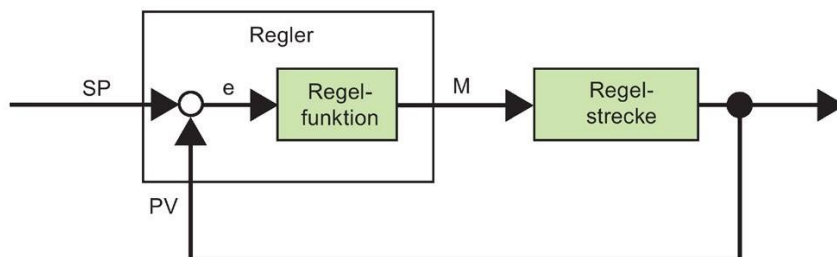 Regler
SP
e
Regel-
funktion
M
Regel-
strecke
PV